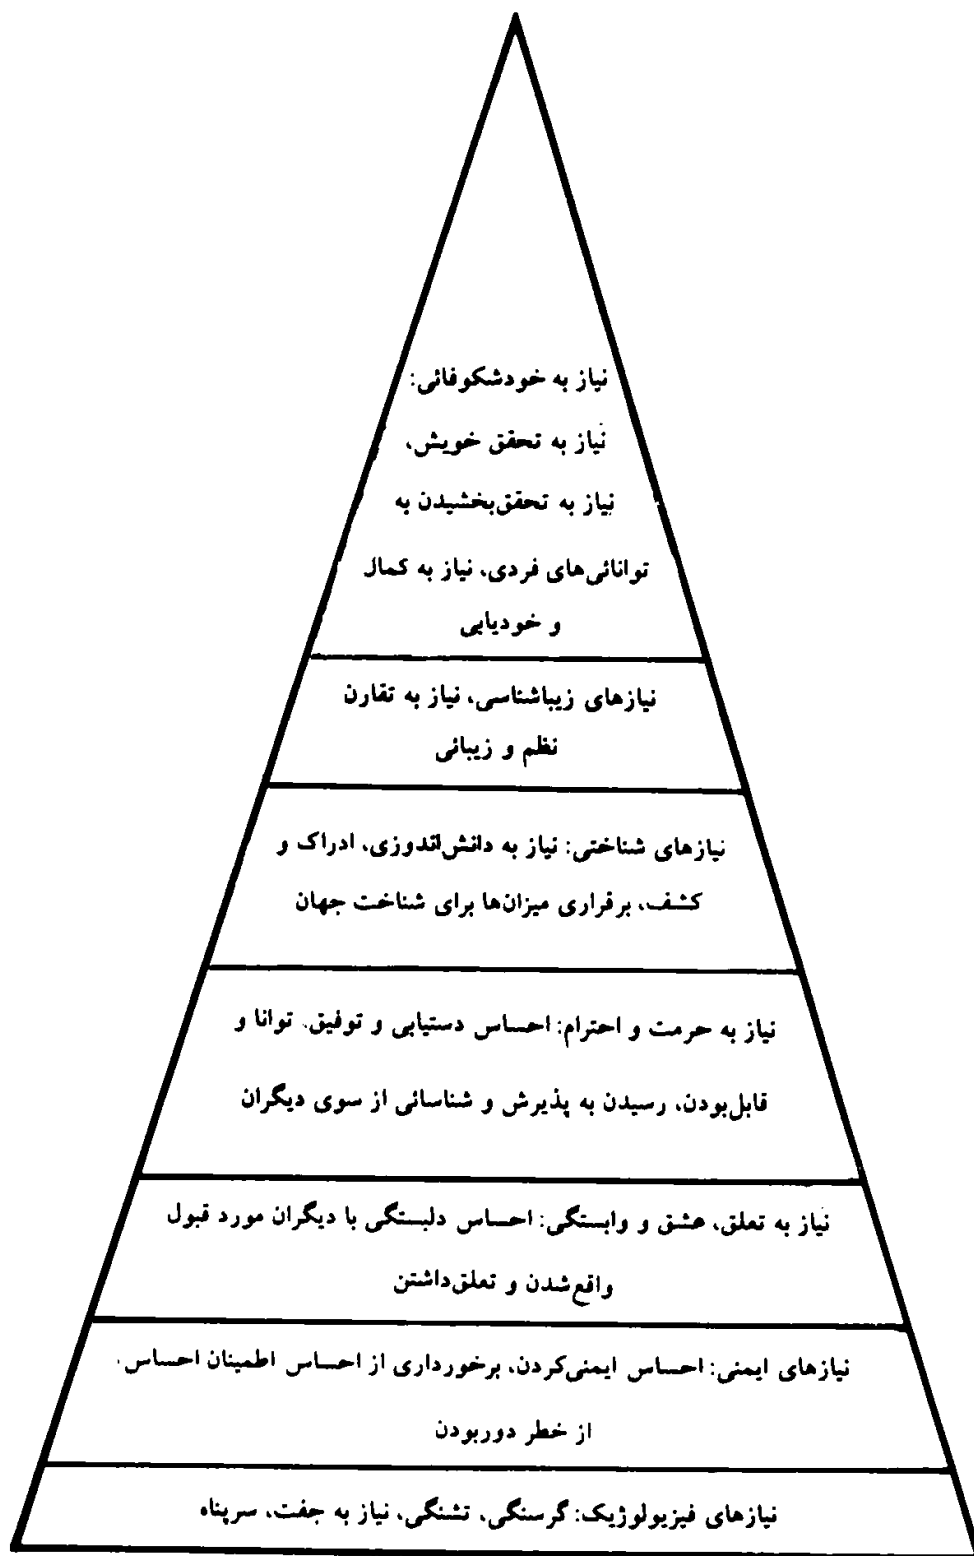 نیاز به خودشکوفائی:
نیاز به تحقق خویش،
نیاز به تحقق‌بخشیدن به
توانائی‌های فردی، نیاز به کمال
و خودیابی
نیازهای زیباشناسی، نیاز به تقارن
نظم و زیبائی
نیازهای شناختی: نیاز به دانش‌اندوزی، ادراک و
کشف، برقراری میزان‌ها برای شناخت جهان
نیاز به حرمت و احترام: احساس دستیابی و توفیق، توانا و
قابل‌بودن، رسیدن به پذیرش و شناسائی از سوی دیگران
نیاز به تعلق، عشق و وابستگی: احساس دلبستگی با دیگران مورد قبول
واقع‌شدن و تعلق‌داشتن
نیازهای ایمنی: احساس ایمنی‌کردن، برخورداری از احساس اطمینان احساس
از خطر دوربودن
نیازهای فیزیولوژیک: گرسنگی، تشنگی، نیاز به جفت، سرپناه